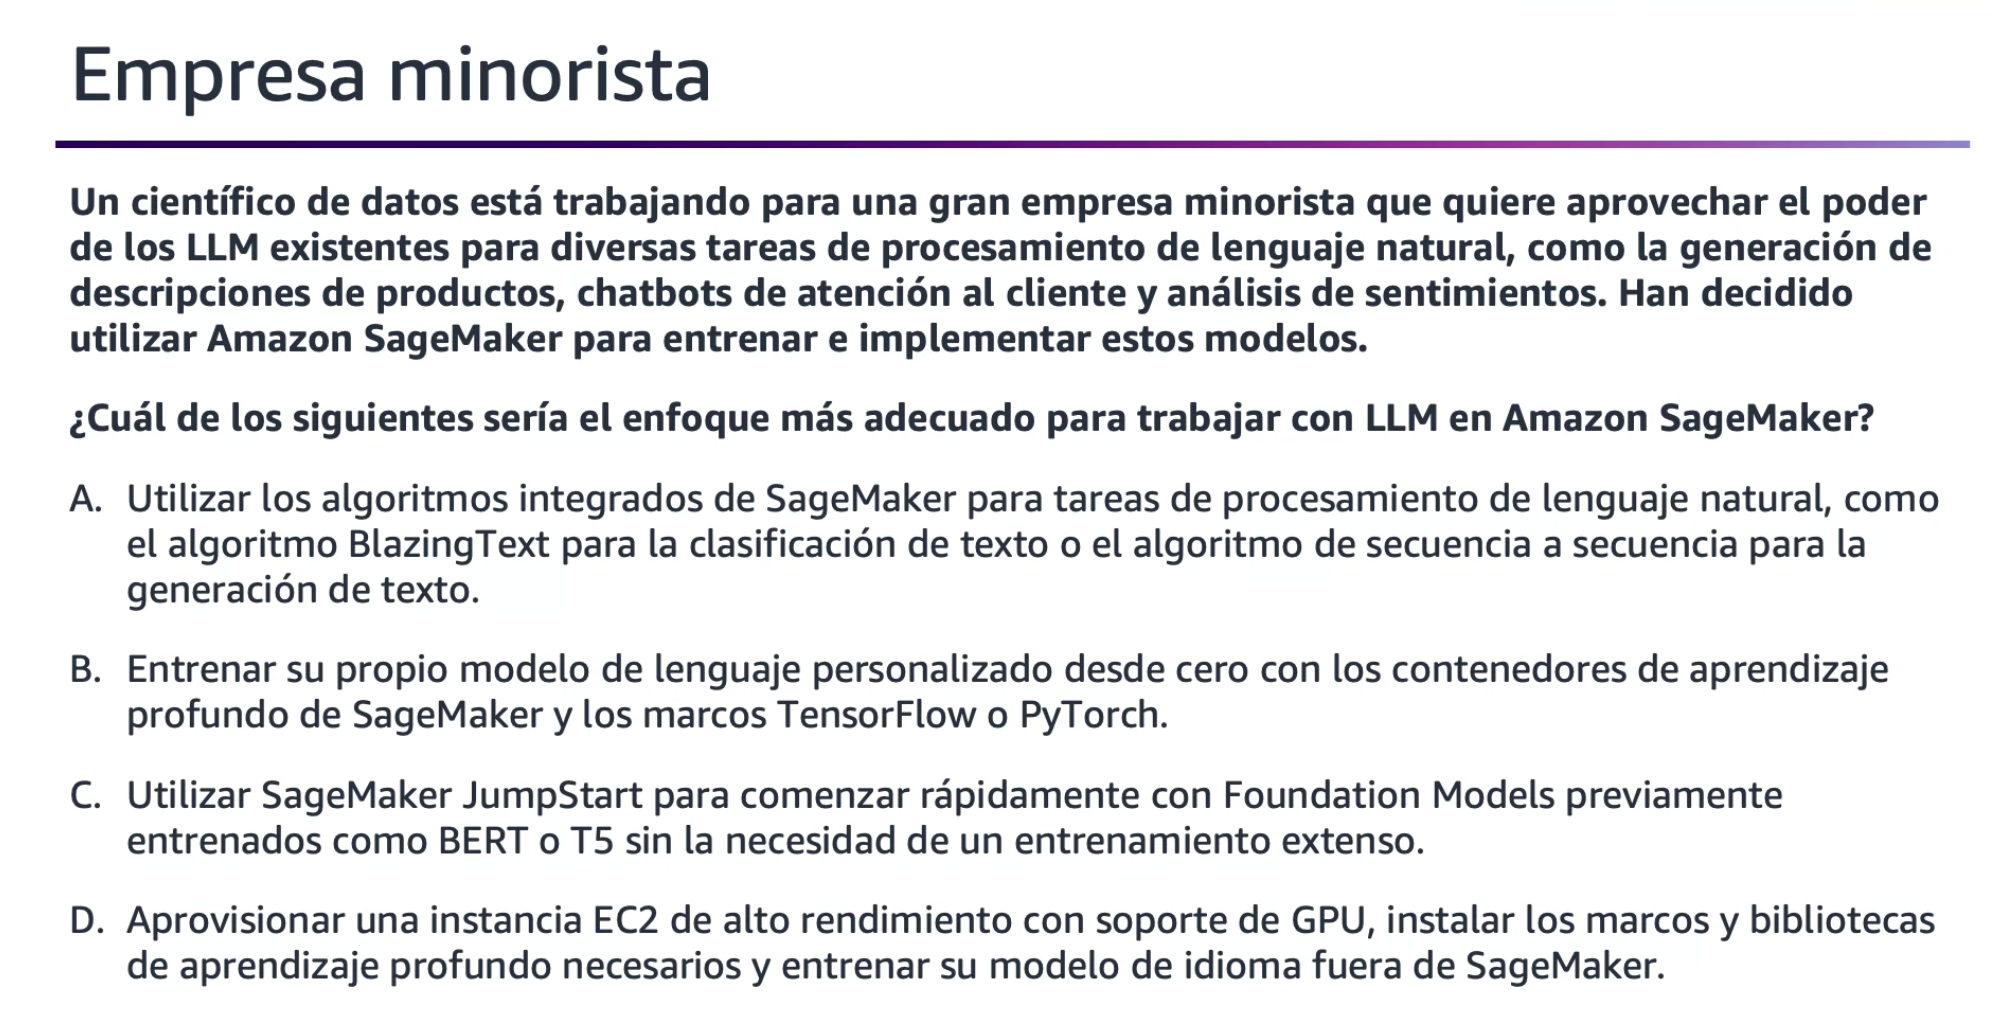 Empresa minorista
Un científico de datos está trabajando para una gran empresa minorista que quiere aprovechar el poder
de los LLM existentes para diversas tareas de procesamiento de lenguaje natural, como la generación de
descripciones de productos, chatbots de atención al cliente y análisis de sentimientos. Han decidido
utilizar Amazon SageMaker para entrenar e implementar estos modelos.
¿Cuál de los siguientes sería el enfoque más adecuado para trabajar con LLM en Amazon SageMaker?
A. Utilizar los algoritmos integrados de SageMaker para tareas de procesamiento de lenguaje natural, como
el algoritmo BlazingText para la clasificación de texto o el algoritmo de secuencia a secuencia para la
generación de texto.
B. Entrenar su propio modelo de lenguaje personalizado desde cero con los contenedores de aprendizaje
profundo de SageMaker y los marcos TensorFlow o PyTorch.
C. Utilizar SageMaker JumpStart para comenzar rápidamente con Foundation Models previamente
entrenados como BERT o T5 sin la necesidad de un entrenamiento extenso.
D. Aprovisionar una instancia EC2 de alto rendimiento con soporte de GPU, instalar los marcos y bibliotecas
de aprendizaje profundo necesarios y entrenar su modelo de idioma fuera de SageMaker.